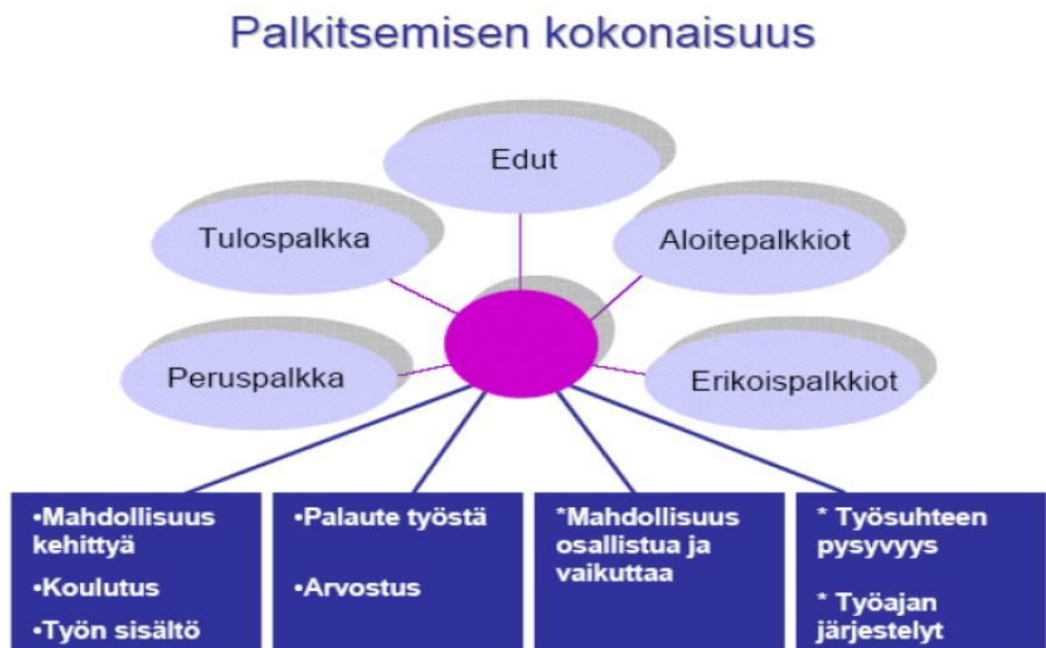 Palkitsemisen kokonaisuus
Edut
Tulospalkka
Aloitepalkkiot
Peruspalkka
Erikoispalkkiot
•Mahdollisuus
kehittyä
•Koulutus
•Työn sisältö
•Palaute työstä
•Arvostus
*Mahdollisuus
osallistua ja
vaikuttaa
* Työsuhteen
pysyvyys
* Työajan
järjestelyt